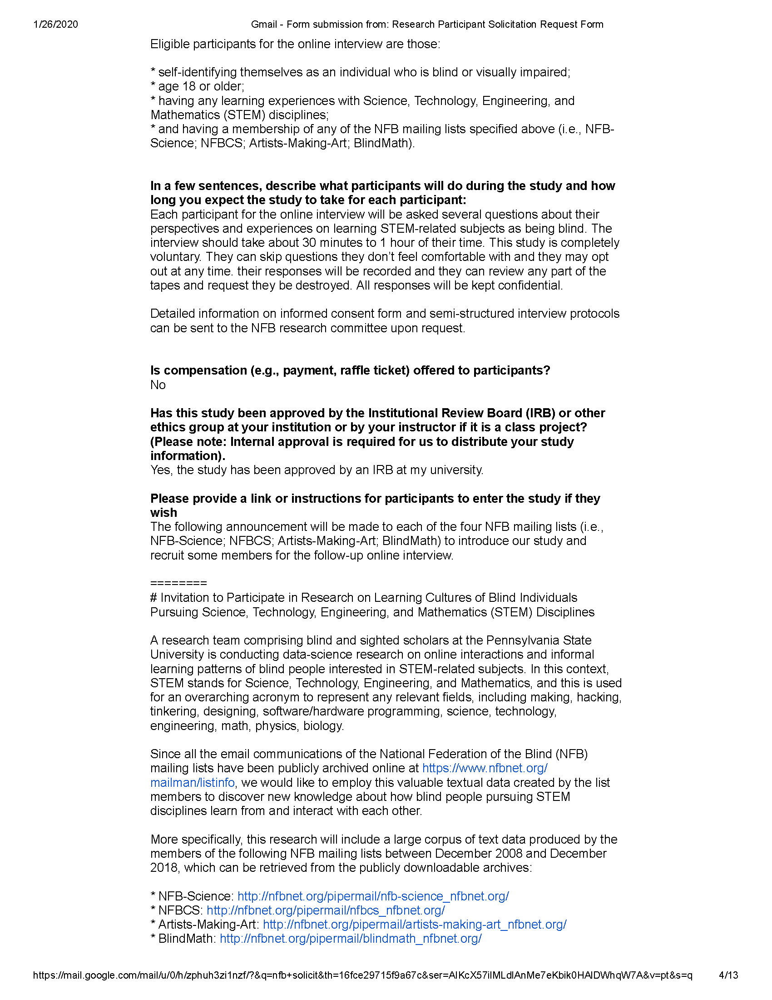 1/26/2020 Gmail - Form submission from: Research Participant Solicitation Request Form
Eligible participants for the online interview are those:
* self-identifying themselves as an individual who is blind or visually impaired;
* age 18 or older;
* having any learning experiences with Science, Technology, Engineering, and
Mathematics (STEM) disciplines;
* and having a membership of any of the NFB mailing lists specified above (i.e., NFB-
Science; NFBCS; Artists-Making-Art; BlindMath).
In a few sentences, describe what participants will do during the study and how
long you expect the study to take for each participant:
Each participant for the online interview will be asked several questions about their
perspectives and experiences on learning STEM-related subjects as being blind. The
interview should take about 30 minutes to 1 hour of their time. This study is completely
voluntary. They can skip questions they don’t feel comfortable with and they may opt
out at any time. their responses will be recorded and they can review any part of the
tapes and request they be destroyed. All responses will be kept confidential.
Detailed information on informed consent form and semi-structured interview protocols
can be sent to the NFB research committee upon request.
Is compensation (e.g., payment, raffle ticket) offered to participants?
No
Has this study been approved by the Institutional Review Board (IRB) or other
ethics group at your institution or by your instructor if it is a class project?
(Please note: Internal approval is required for us to distribute your study
information).
Yes, the study has been approved by an IRB at my university.
Please provide a link or instructions for participants to enter the study if they
wish
The following announcement will be made to each of the four NFB mailing lists (i.e.,
NFB-Science; NFBCS; Artists-Making-Art; BlindMath) to introduce our study and
recruit some members for the follow-up online interview.
========
# Invitation to Participate in Research on Learning Cultures of Blind Individuals
Pursuing Science, Technology, Engineering, and Mathematics (STEM) Disciplines
A research team comprising blind and sighted scholars at the Pennsylvania State
University is conducting data-science research on online interactions and informal
learning patterns of blind people interested in STEM-related subjects. In this context,
STEM stands for Science, Technology, Engineering, and Mathematics, and this is used
for an overarching acronym to represent any relevant fields, including making, hacking,
tinkering, designing, software/hardware programming, science, technology,
engineering, math, physics, biology.
Since all the email communications of the National Federation of the Blind (NFB)
mailing lists have been publicly archived online at https://www.nfbnet.org/
mailman/listinfo, we would like to employ this valuable textual data created by the list
members to discover new knowledge about how blind people pursuing STEM
disciplines learn from and interact with each other.
More specifically, this research will include a large corpus of text data produced by the
members of the following NFB mailing lists between December 2008 and December
2018, which can be retrieved from the publicly downloadable archives:
* NFB-Science: http://nfbnet.org/pipermail/nfb-science_nfbnet.org/
* NFBCS: http://nfbnet.org/pipermail/nfbcs_nfbnet.org/
* Artists-Making-Art: http://nfbnet.org/pipermail/artists-making-art_nfbnet.org/
* BlindMath: http://nfbnet.org/pipermail/blindmath_nfbnet.org/
https://mail.google.com/mail/u/0/h/zphuh3zi1nzf/?&q=nfb+solicit&th=16fce29715f9a67c&ser=AIKcX57iIMLdIAnMe7eKbik0HAIDWhqW7A&v=pt&s=q 4/13